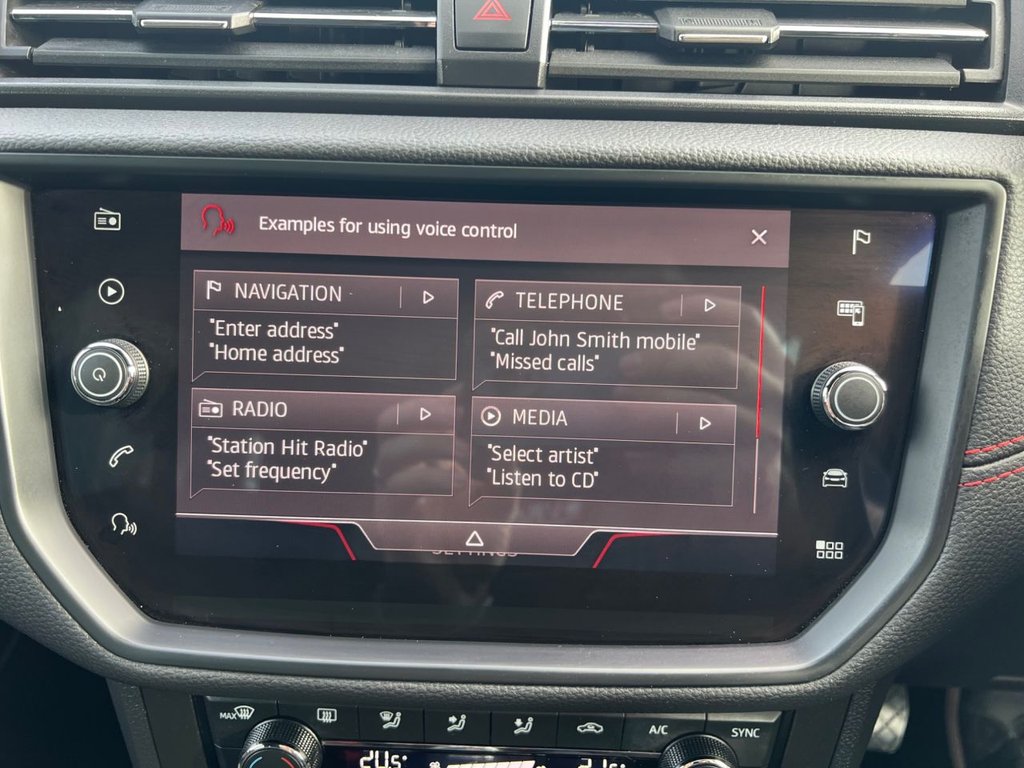 Examples for using voice control
NAVIGATION
"Enter address"
"Home address"
TELEPHONE
"Call John Smith mobile"
"Missed calls"
RADIO
"Station Hit Radio"
"Set frequency"
MEDIA
"Select artist"
"Listen to CD"
SETTINGS
MAX
A/C
SYNC